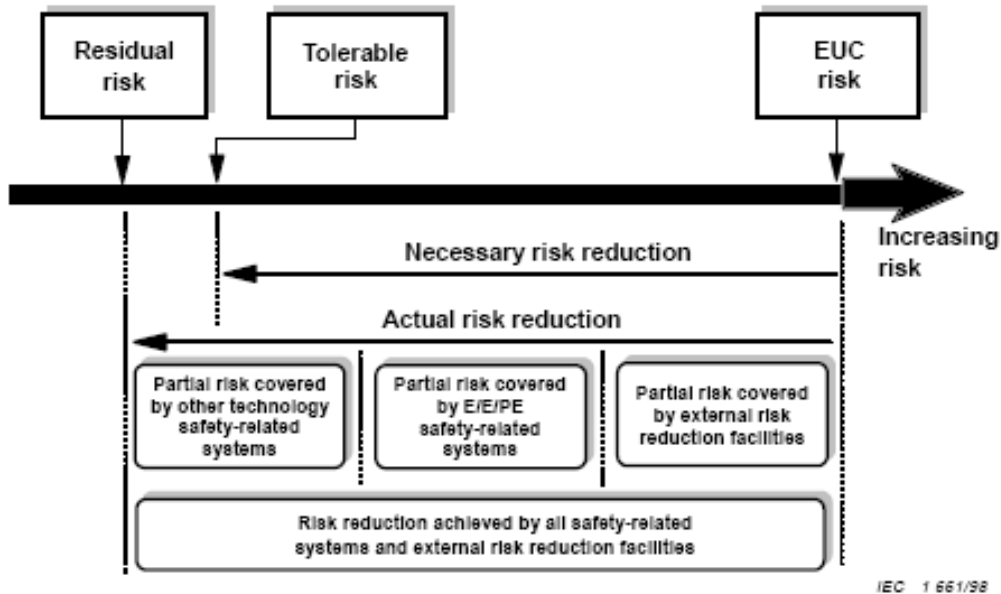 Residual
risk
Tolerable
risk
EUC
risk
Increasing
risk
Necessary risk reduction
Actual risk reduction
Partial risk covered
by other technology
safety-related
systems
Partial risk covered
by E/E/PE
safety-related
systems
Partial risk covered
by external risk
reduction facilities
Risk reduction achieved by all safety-related
systems and external risk reduction facilities
IEC 1 661/98